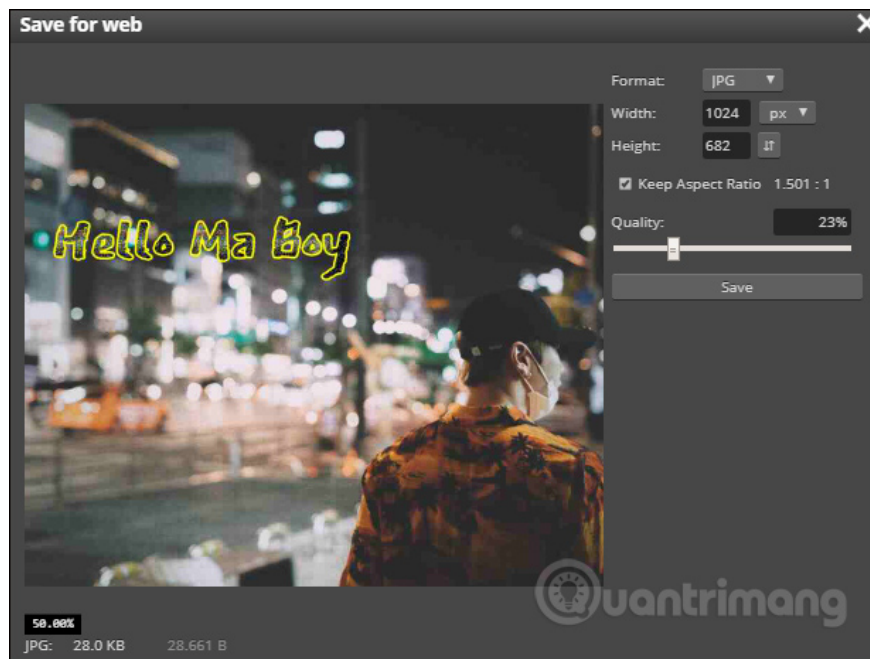 Save for web
Format: JPG
Width: 1024 px
Height: 682
Keep Aspect Ratio 1.501 : 1
Quality: 23%
Save
Hello Ma Boy
Quantrimang
50.00%
JPG: 28.0 KB 28.661 B